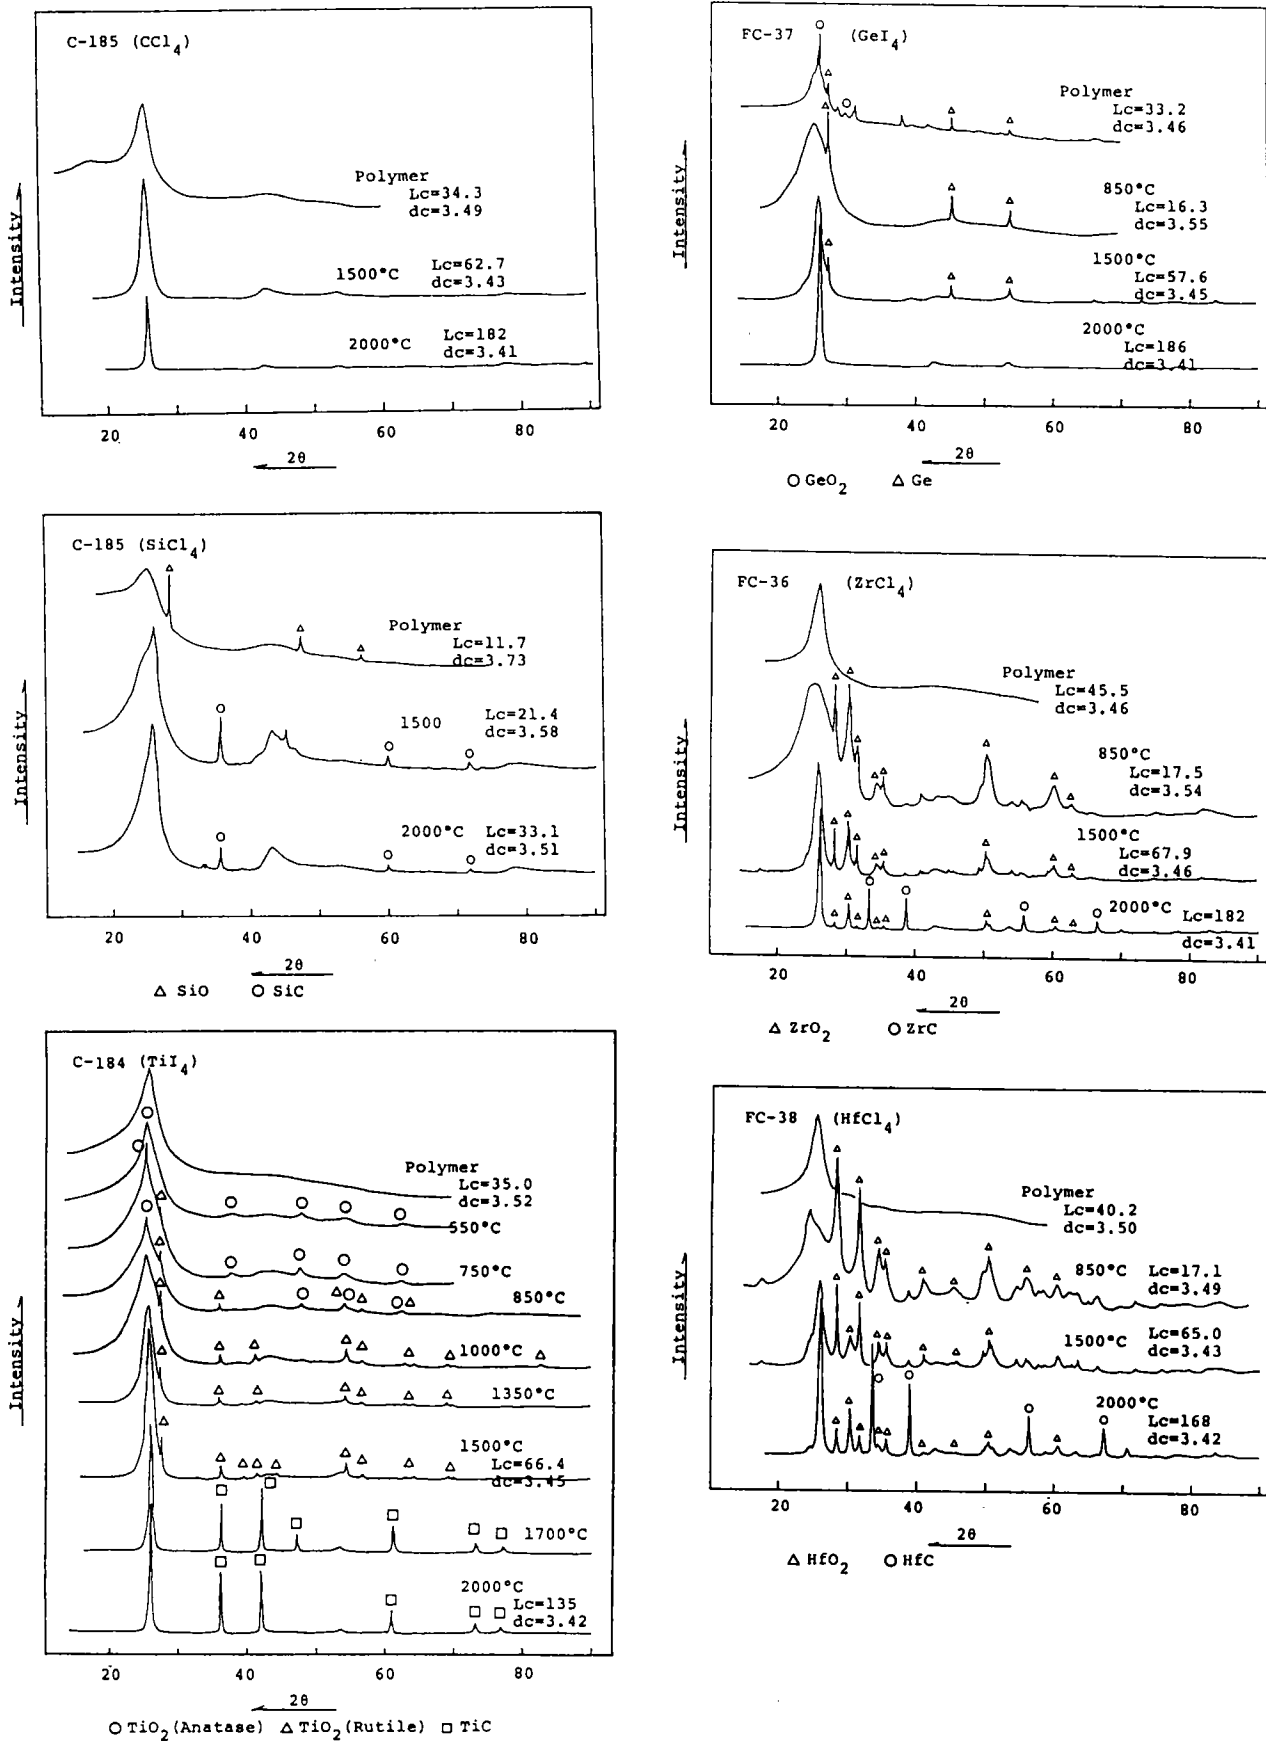 C-185 (CCl4)
Polymer
Lc=34.3
dc=3.49
1500°C
Lc=62.7
dc=3.43
2000°C
Lc=182
dc=3.41
Intensity
20 40 60 80
2θ
FC-37 (GeI4)
Polymer
Lc=33.2
dc=3.46
850°C
Lc=16.3
dc=3.55
1500°C
Lc=57.6
dc=3.45
2000°C
Lc=186
dc=3.41
Intensity
20 40 60 80
2θ
○ GeO2 △ Ge
C-185 (SiCl4)
Polymer
Lc=11.7
dc=3.73
1500
Lc=21.4
dc=3.58
2000°C
Lc=33.1
dc=3.51
Intensity
20 40 60 80
2θ
△ SiO ○ SiC
FC-36 (ZrCl4)
Polymer
Lc=45.5
dc=3.46
850°C
Lc=17.5
dc=3.54
1500°C
Lc=67.9
dc=3.46
2000°C
Lc=182
dc=3.41
Intensity
20 40 60 80
2θ
△ ZrO2 ○ ZrC
C-184 (TiI4)
Polymer
Lc=35.0
dc=3.52
550°C
750°C
850°C
1000°C
1350°C
1500°C
Lc=66.4
dc=3.45
1700°C
2000°C
Lc=135
dc=3.42
Intensity
20 40 60 80
2θ
○ TiO2(Anatase) △ TiO2(Rutile) □ TiC
FC-38 (HfCl4)
Polymer
Lc=40.2
dc=3.50
850°C Lc=17.1
dc=3.49
1500°C Lc=65.0
dc=3.43
2000°C
Lc=168
dc=3.42
Intensity
20 40 60 80
2θ
△ HfO2 ○ HfC